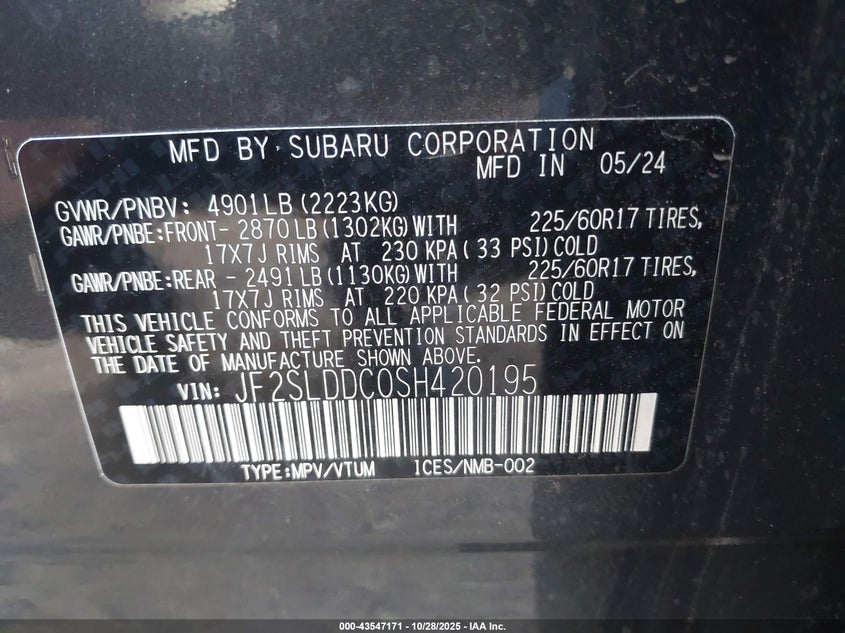 MFD BY SUBARU CORPORATION
MFD IN 05/24
GVWR/PNBV: 4901LB (2223KG)
GAWR/PNBE:FRONT- 2870 LB (1302KG) WITH 225/60R17 TIRES,
17X7J RIMS AT 230 KPA ( 33 PSI) COLD
GAWR/PNBE:REAR - 2491 LB (1130KG) WITH 225/60R17 TIRES,
17X7J RIMS AT 220 KPA ( 32 PSI) COLD
THIS VEHICLE CONFORMS TO ALL APPLICABLE FEDERAL MOTOR
VEHICLE SAFETY AND THEFT PREVENTION STANDARDS IN EFFECT ON
THE DATE OF MANUFACTURE SHOWN ABOVE.
VIN: JF2SLDDC0SH420195
TYPE:MPV/VTUM ICES/NMB-002
000-43547171 | 10/28/2025 - IAA Inc.